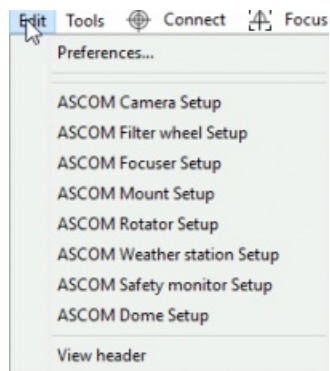 Edit Tools Connect Focus
Preferences...
ASCOM Camera Setup
ASCOM Filter wheel Setup
ASCOM Focuser Setup
ASCOM Mount Setup
ASCOM Rotator Setup
ASCOM Weather station Setup
ASCOM Safety monitor Setup
ASCOM Dome Setup
View header